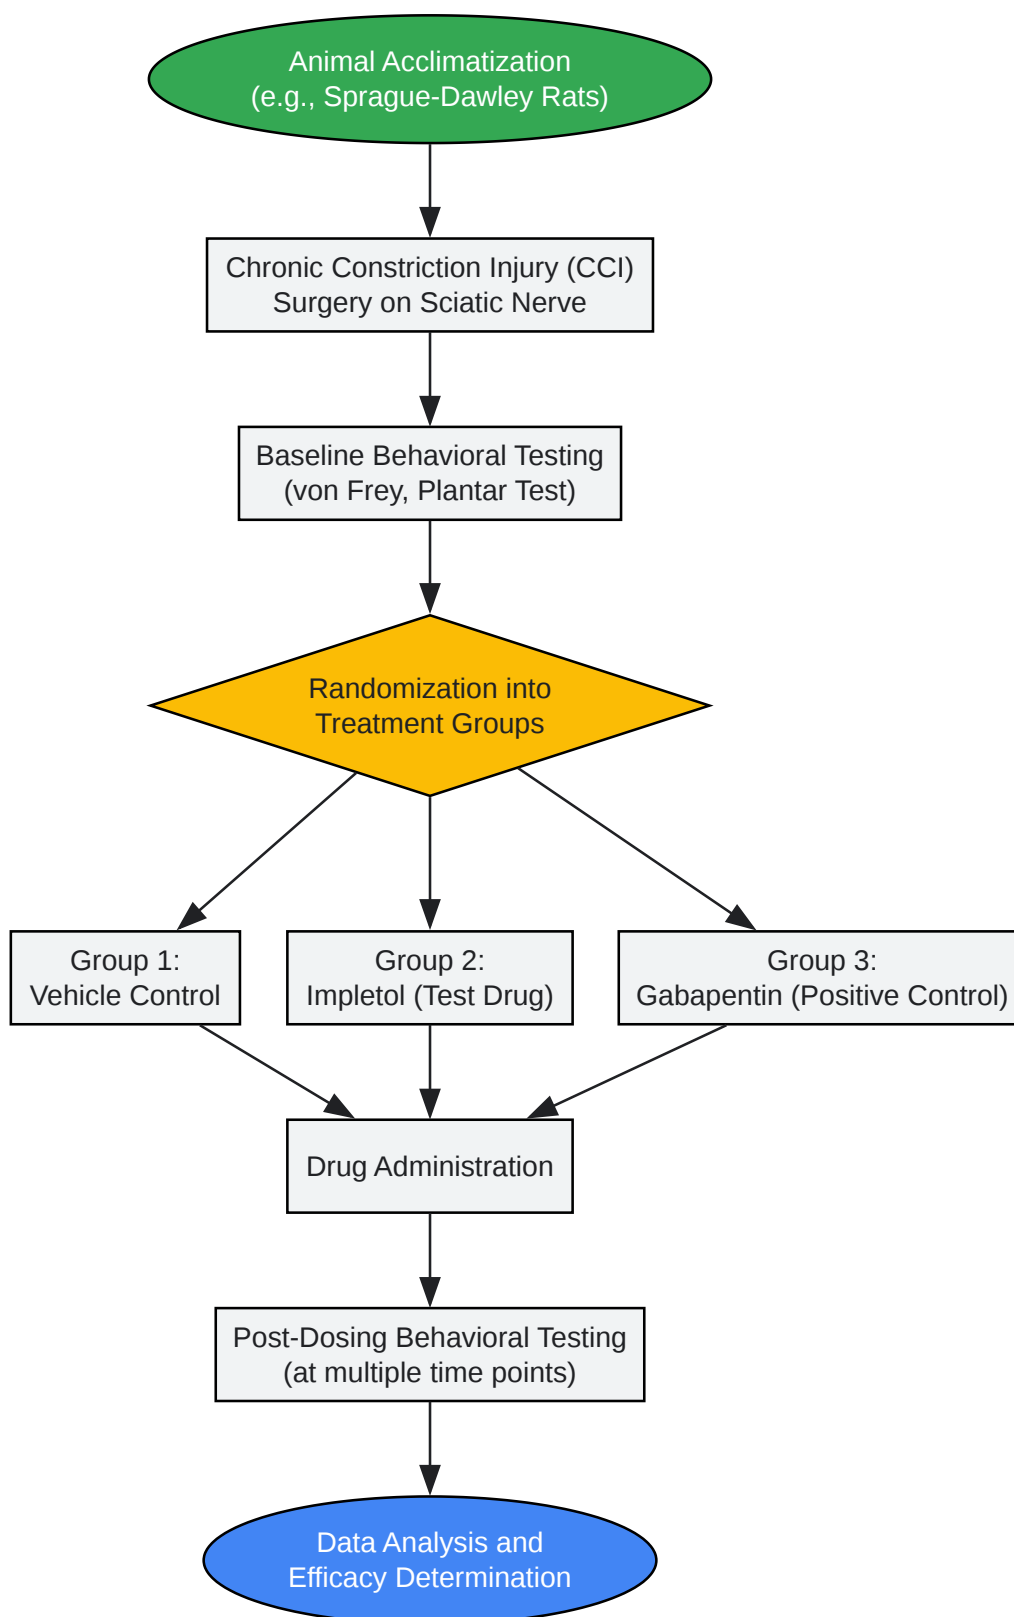 Animal Acclimatization
(e.g., Sprague-Dawley Rats)
Chronic Constriction Injury (CCI)
Surgery on Sciatic Nerve
Baseline Behavioral Testing
(von Frey, Plantar Test)
Randomization into
Treatment Groups
Group 1:
Vehicle Control
Group 2:
Impletol (Test Drug)
Group 3:
Gabapentin (Positive Control)
Drug Administration
Post-Dosing Behavioral Testing
(at multiple time points)
Data Analysis and
Efficacy Determination